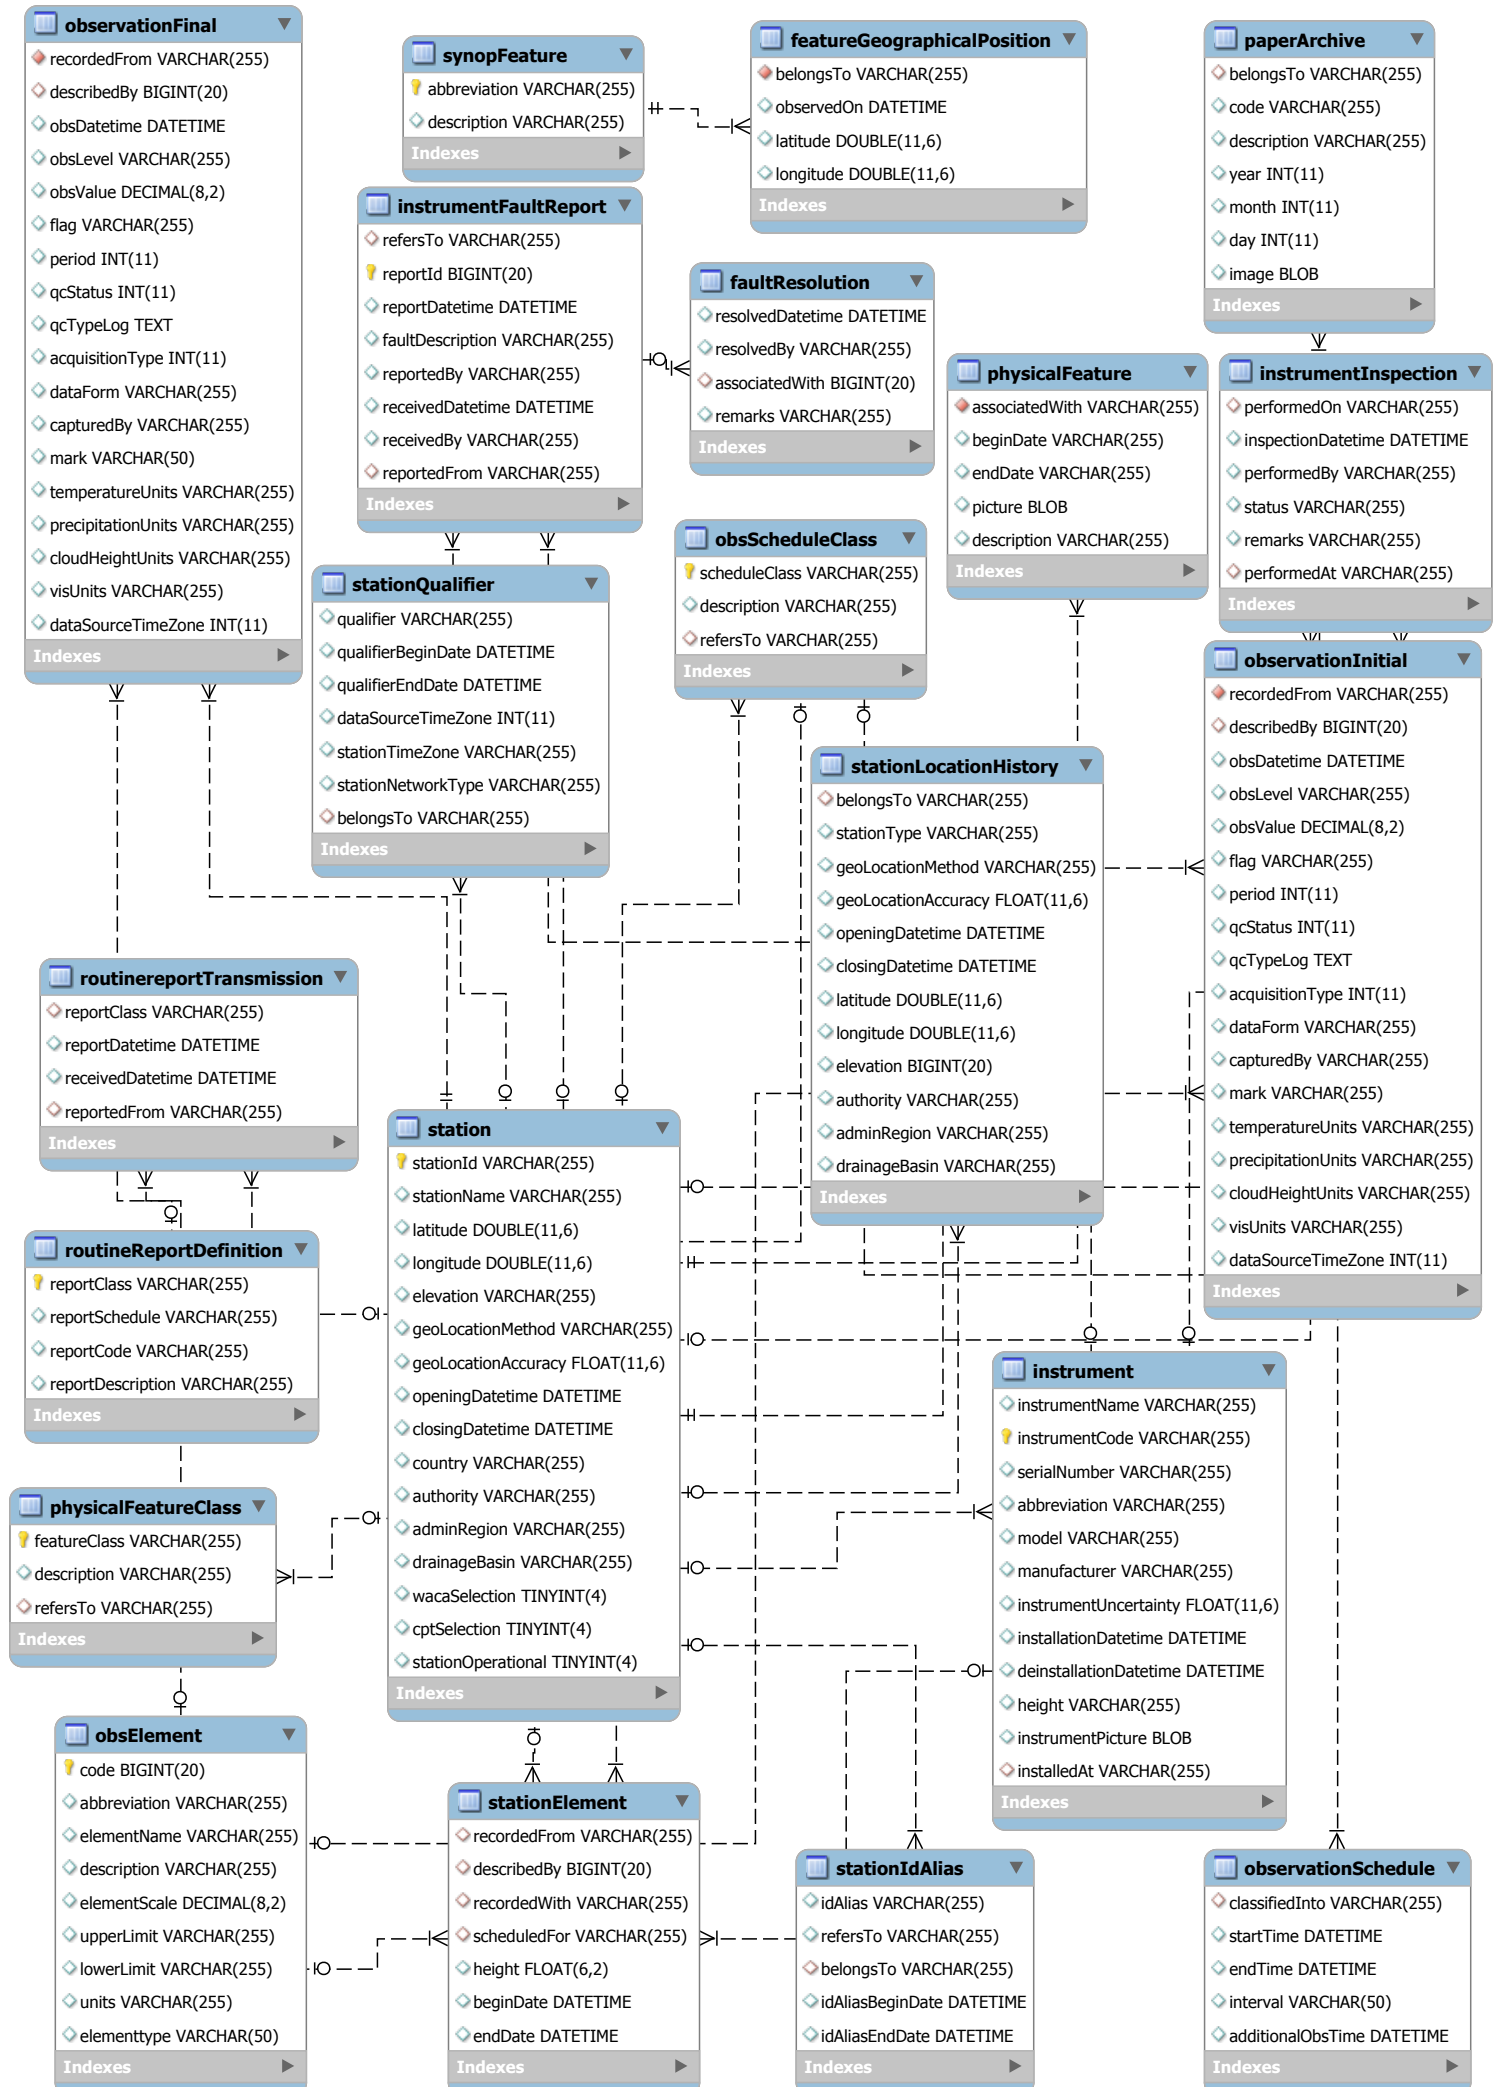 observationFinal
recordedFrom VARCHAR(255)
describedBy BIGINT(20)
obsDatetime DATETIME
obsLevel VARCHAR(255)
obsValue DECIMAL(8,2)
flag VARCHAR(255)
period INT(11)
qcStatus INT(11)
qcTypeLog TEXT
acquisitionType INT(11)
dataForm VARCHAR(255)
capturedBy VARCHAR(255)
mark VARCHAR(50)
temperatureUnits VARCHAR(255)
precipitationUnits VARCHAR(255)
cloudHeightUnits VARCHAR(255)
visUnits VARCHAR(255)
dataSourceTimeZone INT(11)
Indexes
synopFeature
abbreviation VARCHAR(255)
description VARCHAR(255)
Indexes
featureGeographicalPosition
belongsTo VARCHAR(255)
observedOn DATETIME
latitude DOUBLE(11,6)
longitude DOUBLE(11,6)
Indexes
paperArchive
belongsTo VARCHAR(255)
code VARCHAR(255)
description VARCHAR(255)
year INT(11)
month INT(11)
day INT(11)
image BLOB
Indexes
instrumentFaultReport
refersTo VARCHAR(255)
reportId BIGINT(20)
reportDatetime DATETIME
faultDescription VARCHAR(255)
reportedBy VARCHAR(255)
receivedDatetime DATETIME
receivedBy VARCHAR(255)
reportedFrom VARCHAR(255)
Indexes
faultResolution
resolvedDatetime DATETIME
resolvedBy VARCHAR(255)
associatedWith BIGINT(20)
remarks VARCHAR(255)
Indexes
physicalFeature
associatedWith VARCHAR(255)
beginDate VARCHAR(255)
endDate VARCHAR(255)
picture BLOB
description VARCHAR(255)
Indexes
instrumentInspection
performedOn VARCHAR(255)
inspectionDatetime DATETIME
performedBy VARCHAR(255)
status VARCHAR(255)
remarks VARCHAR(255)
performedAt VARCHAR(255)
Indexes
stationQualifier
qualifier VARCHAR(255)
qualifierBeginDate DATETIME
qualifierEndDate DATETIME
dataSourceTimeZone INT(11)
stationTimeZone VARCHAR(255)
stationNetworkType VARCHAR(255)
belongsTo VARCHAR(255)
Indexes
obsScheduleClass
scheduleClass VARCHAR(255)
description VARCHAR(255)
refersTo VARCHAR(255)
Indexes
observationInitial
recordedFrom VARCHAR(255)
describedBy BIGINT(20)
obsDatetime DATETIME
obsLevel VARCHAR(255)
obsValue DECIMAL(8,2)
flag VARCHAR(255)
period INT(11)
qcStatus INT(11)
qcTypeLog TEXT
acquisitionType INT(11)
dataForm VARCHAR(255)
capturedBy VARCHAR(255)
mark VARCHAR(255)
temperatureUnits VARCHAR(255)
precipitationUnits VARCHAR(255)
cloudHeightUnits VARCHAR(255)
visUnits VARCHAR(255)
dataSourceTimeZone INT(11)
Indexes
stationLocationHistory
belongsTo VARCHAR(255)
stationType VARCHAR(255)
geoLocationMethod VARCHAR(255)
geoLocationAccuracy FLOAT(11,6)
openingDatetime DATETIME
closingDatetime DATETIME
latitude DOUBLE(11,6)
longitude DOUBLE(11,6)
elevation BIGINT(20)
authority VARCHAR(255)
adminRegion VARCHAR(255)
drainageBasin VARCHAR(255)
Indexes
routinereportTransmission
reportClass VARCHAR(255)
reportDatetime DATETIME
receivedDatetime DATETIME
reportedFrom VARCHAR(255)
Indexes
station
stationId VARCHAR(255)
stationName VARCHAR(255)
latitude DOUBLE(11,6)
longitude DOUBLE(11,6)
elevation VARCHAR(255)
geoLocationMethod VARCHAR(255)
geoLocationAccuracy FLOAT(11,6)
openingDatetime DATETIME
closingDatetime DATETIME
country VARCHAR(255)
authority VARCHAR(255)
adminRegion VARCHAR(255)
drainageBasin VARCHAR(255)
wacaSelection TINYINT(4)
cptSelection TINYINT(4)
stationOperational TINYINT(4)
Indexes
routineReportDefinition
reportClass VARCHAR(255)
reportSchedule VARCHAR(255)
reportCode VARCHAR(255)
reportDescription VARCHAR(255)
Indexes
instrument
instrumentName VARCHAR(255)
instrumentCode VARCHAR(255)
serialNumber VARCHAR(255)
abbreviation VARCHAR(255)
model VARCHAR(255)
manufacturer VARCHAR(255)
instrumentUncertainty FLOAT(11,6)
installationDatetime DATETIME
deinstallationDatetime DATETIME
height VARCHAR(255)
instrumentPicture BLOB
installedAt VARCHAR(255)
Indexes
physicalFeatureClass
featureClass VARCHAR(255)
description VARCHAR(255)
refersTo VARCHAR(255)
Indexes
obsElement
code BIGINT(20)
abbreviation VARCHAR(255)
elementName VARCHAR(255)
description VARCHAR(255)
elementScale DECIMAL(8,2)
upperLimit VARCHAR(255)
lowerLimit VARCHAR(255)
units VARCHAR(255)
elementtype VARCHAR(50)
Indexes
stationElement
recordedFrom VARCHAR(255)
describedBy BIGINT(20)
recordedWith VARCHAR(255)
scheduledFor VARCHAR(255)
height FLOAT(6,2)
beginDate DATETIME
endDate DATETIME
Indexes
stationIdAlias
idAlias VARCHAR(255)
refersTo VARCHAR(255)
belongsTo VARCHAR(255)
idAliasBeginDate DATETIME
idAliasEndDate DATETIME
Indexes
observationSchedule
classifiedInto VARCHAR(255)
startTime DATETIME
endTime DATETIME
interval VARCHAR(50)
additionalObsTime DATETIME
Indexes